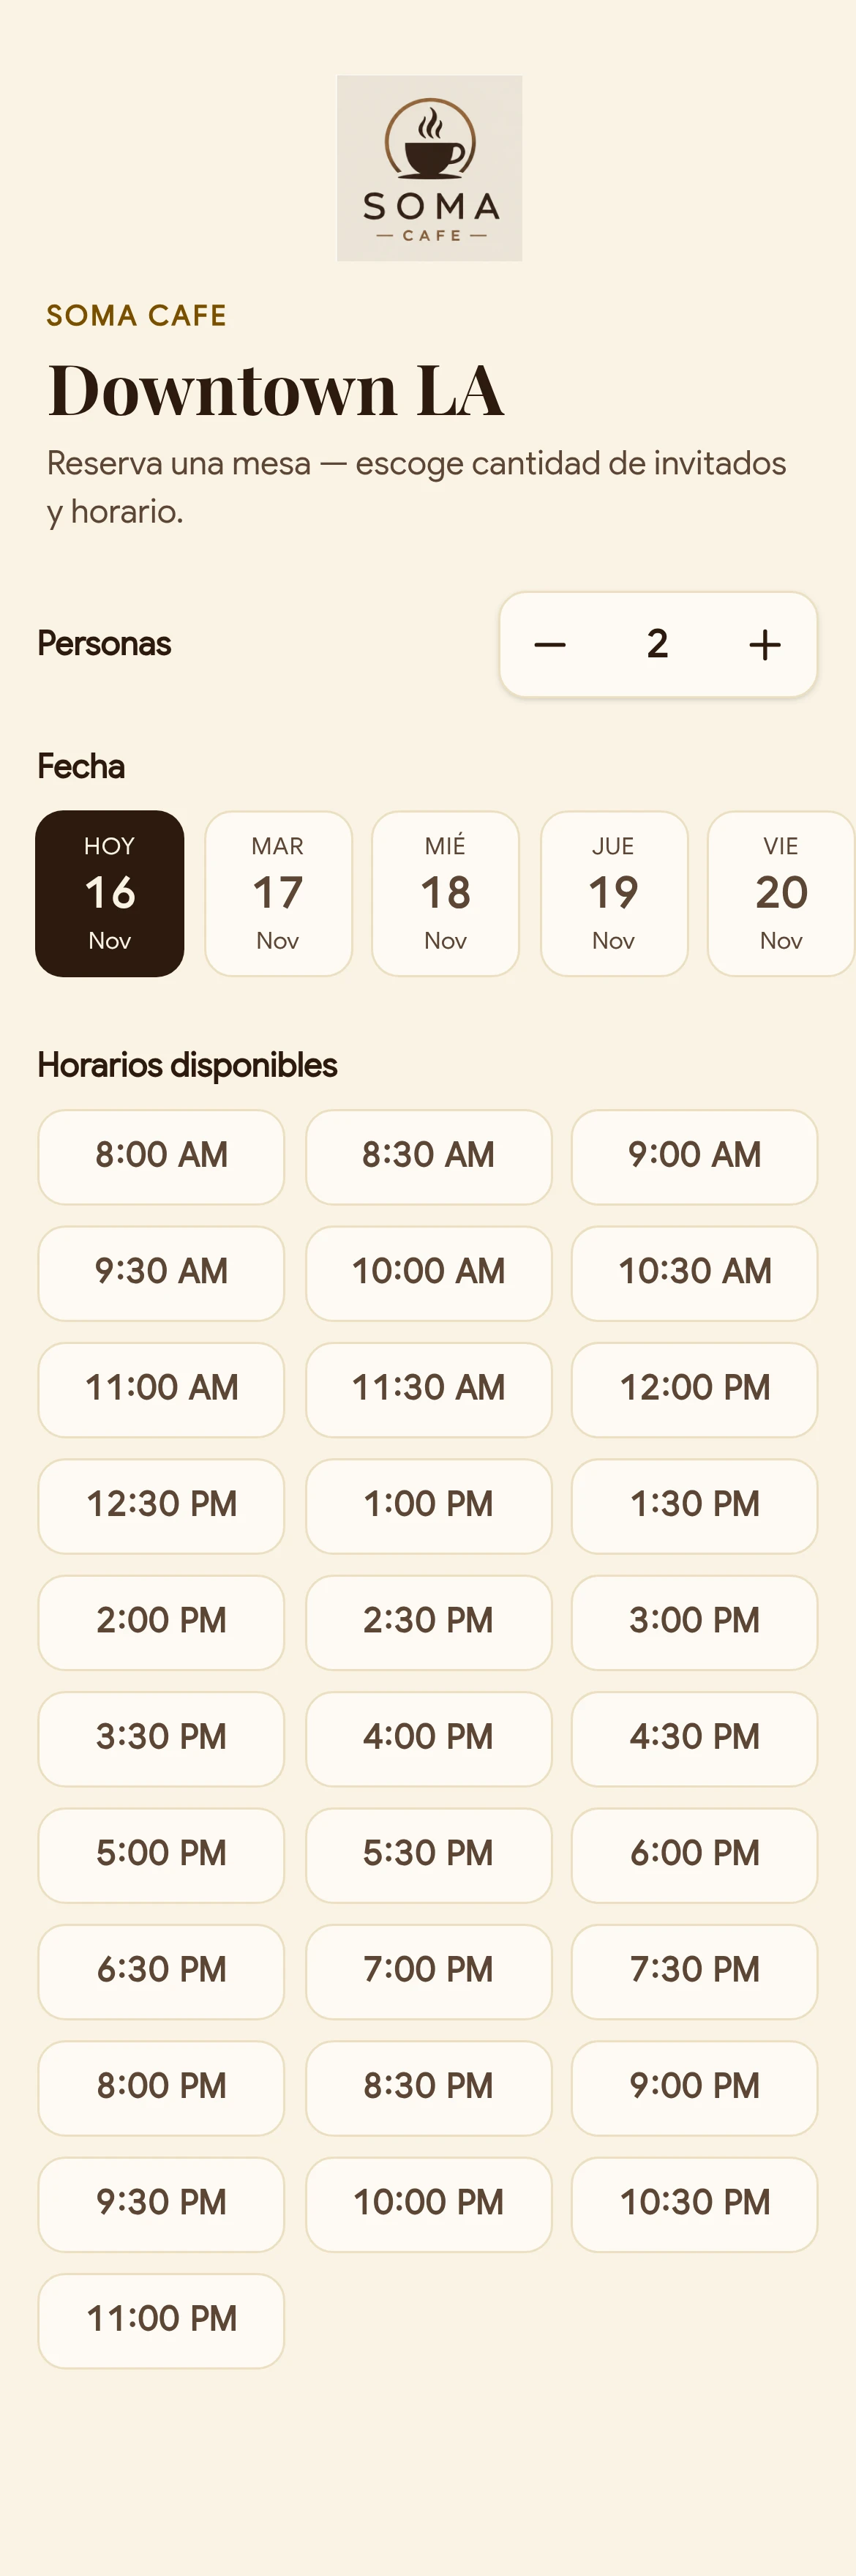 SOMA
CAFE
SOMA CAFE
Downtown LA
Reserva una mesa — escoge cantidad de invitados
y horario.
Personas
− 2 +
Fecha
HOY MAR MIÉ JUE VIE
16 17 18 19 20
Nov Nov Nov Nov Nov
Horarios disponibles
8:00 AM 8:30 AM 9:00 AM
9:30 AM 10:00 AM 10:30 AM
11:00 AM 11:30 AM 12:00 PM
12:30 PM 1:00 PM 1:30 PM
2:00 PM 2:30 PM 3:00 PM
3:30 PM 4:00 PM 4:30 PM
5:00 PM 5:30 PM 6:00 PM
6:30 PM 7:00 PM 7:30 PM
8:00 PM 8:30 PM 9:00 PM
9:30 PM 10:00 PM 10:30 PM
11:00 PM